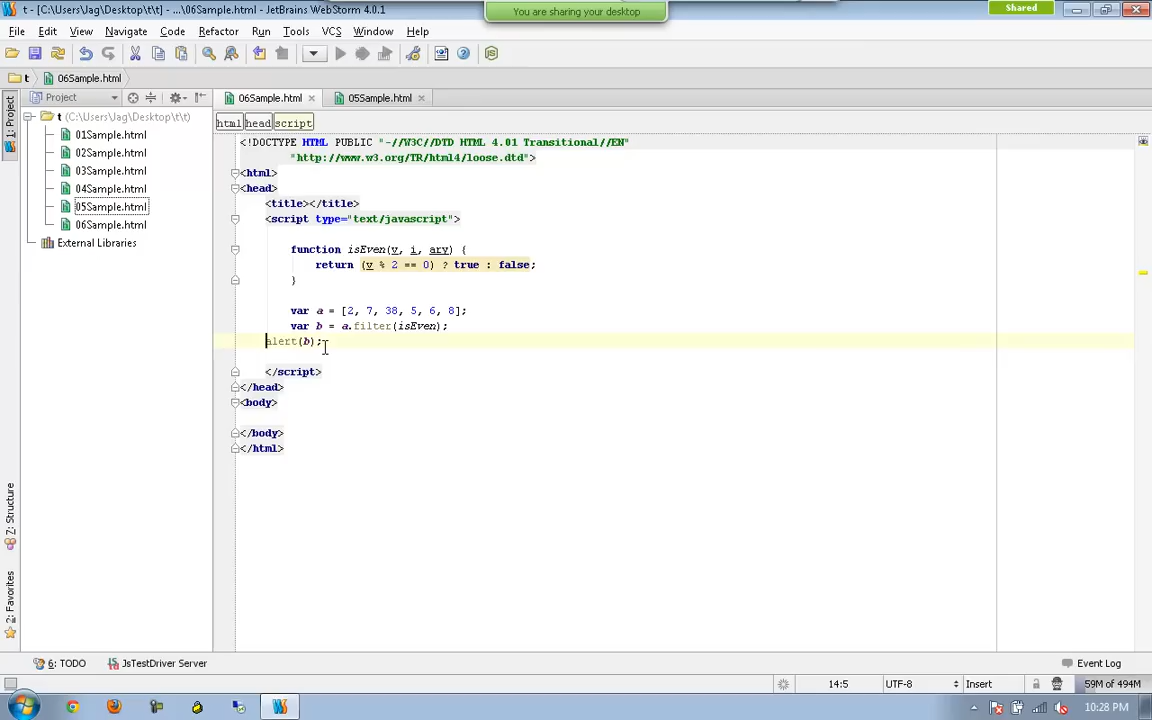 t - [C:\Users\Jag\Desktop\t\t] - ...\06Sample.html - JetBrains WebStorm 4.0.1
You are sharing your desktop
Shared
File Edit View Navigate Code Refactor Run Tools VCS Window Help
t 06Sample.html
1: Project
Project
06Sample.html
05Sample.html
t (C:\Users\Jag\Desktop\t\t)
01Sample.html
02Sample.html
03Sample.html
04Sample.html
05Sample.html
06Sample.html
External Libraries
html head script
<!DOCTYPE HTML PUBLIC "-//W3C//DTD HTML 4.01 Transitional//EN"
"http://www.w3.org/TR/html4/loose.dtd">
<html>
<head>
<title></title>
<script type="text/javascript">
function isEven(v, i, ary) {
return (v % 2 == 0) ? true : false;
}
var a = [2, 7, 38, 5, 6, 8];
var b = a.filter(isEven);
alert(b);
</script>
</head>
<body>
</body>
</html>
7: Structure
2: Favorites
6: TODO
JsTestDriver Server
Event Log
14:5
UTF-8
Insert
59M of 494M
10:28 PM